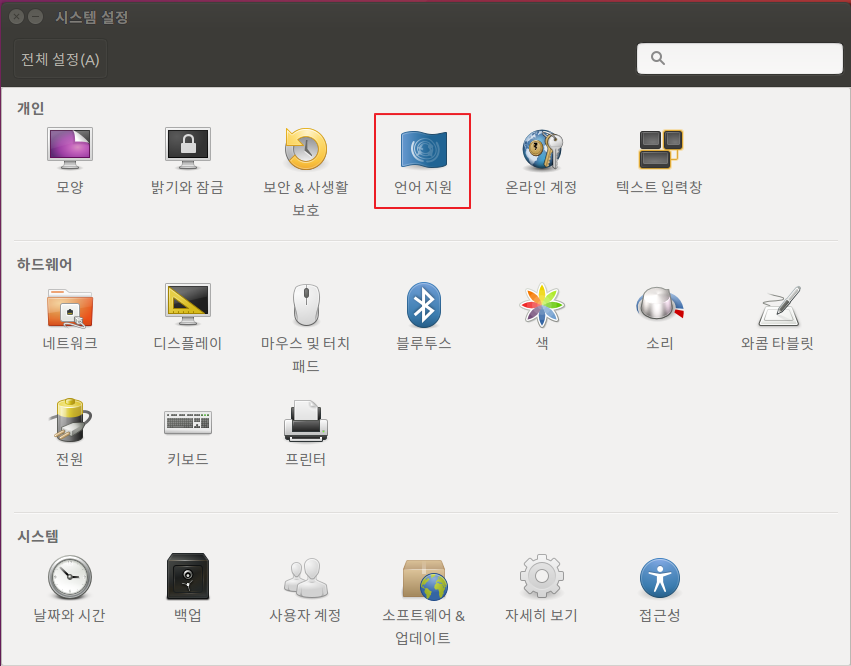 시스템 설정
전체 설정(A)
개인
모양
밝기와 잠금
보안 & 사생활
보호
언어 지원
온라인 계정
텍스트 입력창
하드웨어
네트워크
디스플레이
마우스 및 터치
패드
블루투스
색
소리
와콤 타블릿
전원
키보드
프린터
시스템
날짜와 시간
백업
사용자 계정
소프트웨어 &
업데이트
자세히 보기
접근성